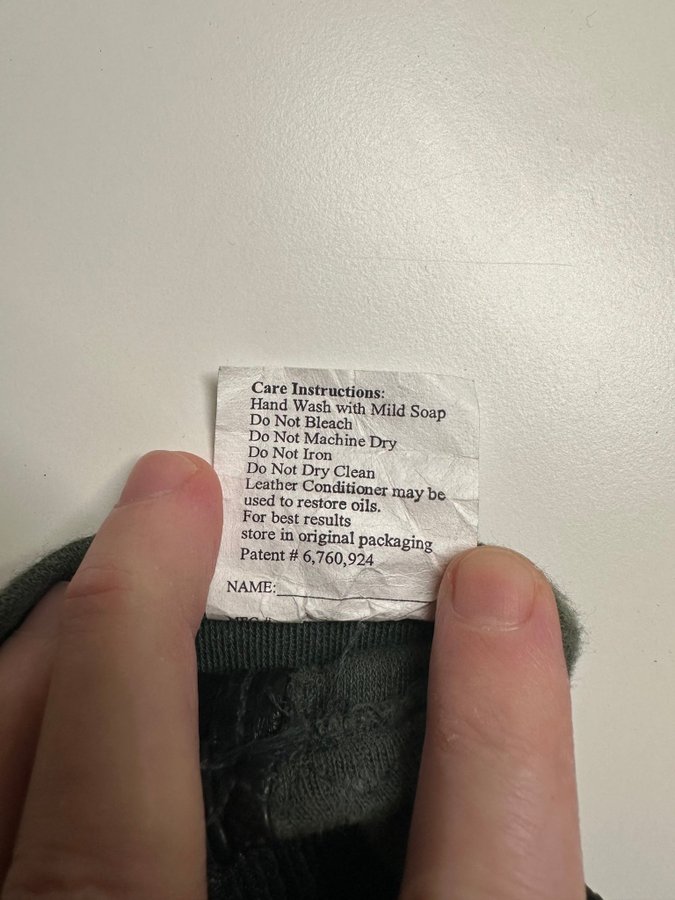 Care Instructions:
Hand Wash with Mild Soap
Do Not Bleach
Do Not Machine Dry
Do Not Iron
Do Not Dry Clean
Leather Conditioner may be
used to restore oils.
For best results
store in original packaging
Patent # 6,760,924
NAME: